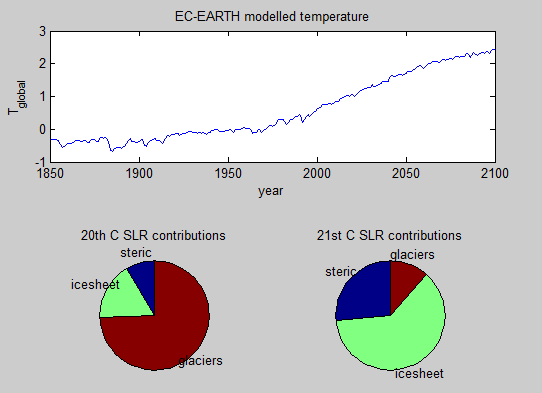 EC-EARTH modelled temperature
3
2
1
0
-1
T global
1850 1900 1950 2000 2050 2100
year
20th C SLR contributions
steric
icesheet
glaciers
21st C SLR contributions
glaciers
steric
icesheet